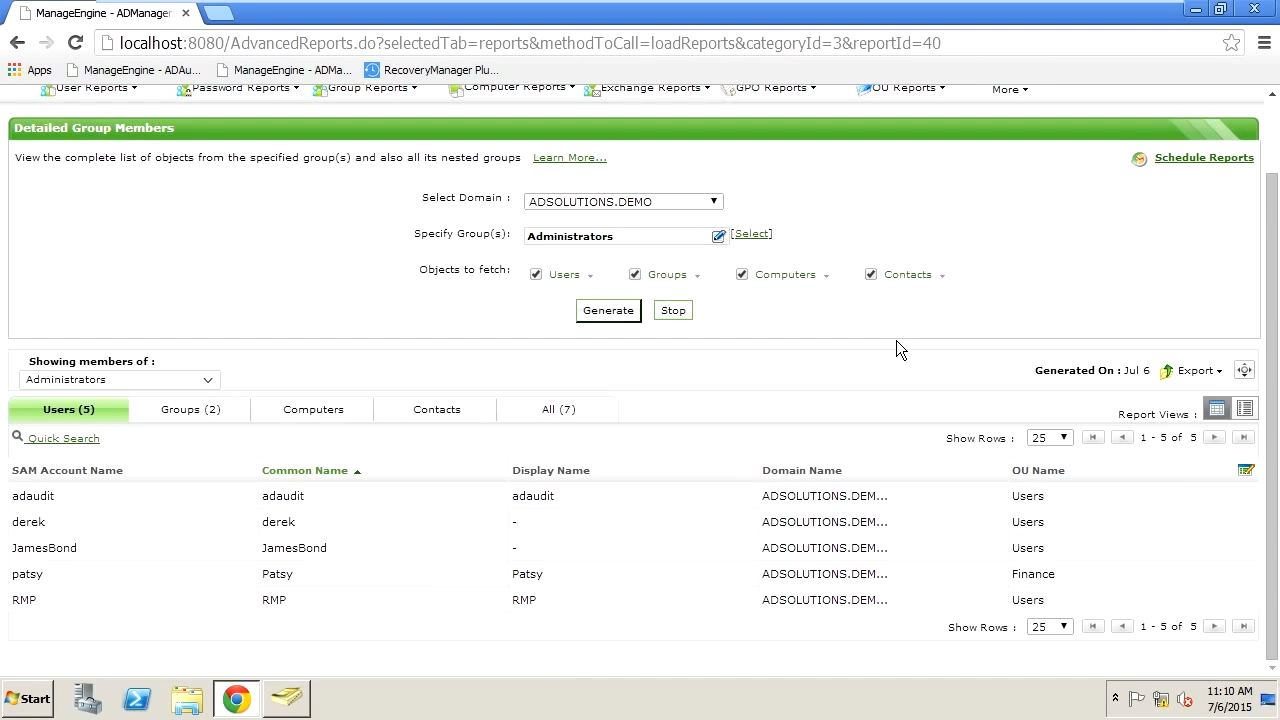 ManageEngine - ADManager
localhost:8080/AdvancedReports.do?selectedTab=reports&methodToCall=loadReports&categoryId=3&reportId=40
Apps ManageEngine - ADAu... ManageEngine - ADMa... RecoveryManager Plu...
User Reports Password Reports Group Reports Computer Reports Exchange Reports GPO Reports OU Reports More
Detailed Group Members
View the complete list of objects from the specified group(s) and also all its nested groups Learn More...
Schedule Reports
Select Domain : ADSOLUTIONS.DEMO
Specify Group(s): Administrators [Select]
Objects to fetch: Users Groups Computers Contacts
Generate Stop
Showing members of :
Administrators
Generated On : Jul 6 Export
Users (5) Groups (2) Computers Contacts All (7)
Report Views :
Quick Search
Show Rows : 25 1 - 5 of 5
SAM Account Name Common Name Display Name Domain Name OU Name
adaudit adaudit adaudit ADSOLUTIONS.DEM... Users
derek derek - ADSOLUTIONS.DEM... Users
JamesBond JamesBond - ADSOLUTIONS.DEM... Users
patsy Patsy Patsy ADSOLUTIONS.DEM... Finance
RMP RMP RMP ADSOLUTIONS.DEM... Users
Show Rows : 25 1 - 5 of 5
Start
11:10 AM
7/6/2015